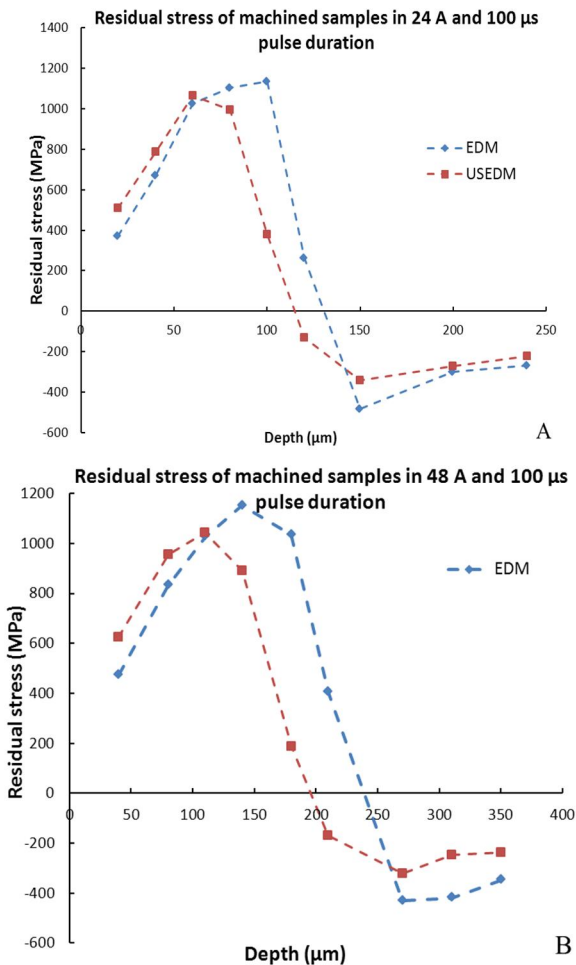 Residual stress of machined samples in 24 A and 100 µs
pulse duration
1400
1200
1000
800
600
400
200
0
-200
-400
-600
Residual stress (MPa)
EDM
USEDM
0 50 100 150 200 250
Depth (µm)
A
Residual stress of machined samples in 48 A and 100 µs
pulse duration
1200
1000
800
600
400
200
0
-200
-400
-600
Residual stress (MPa)
EDM
0 50 100 150 200 250 300 350 400
Depth (µm)
B